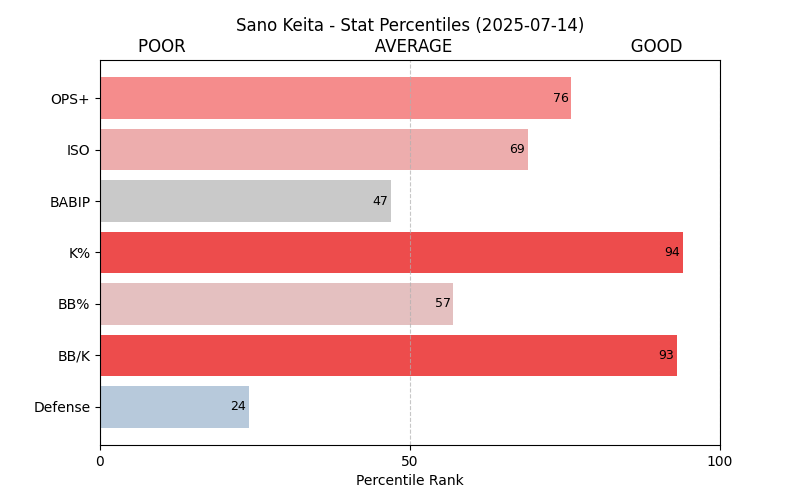 Sano Keita - Stat Percentiles (2025-07-14)
POOR AVERAGE GOOD
OPS+ 76
ISO 69
BABIP 47
K% 94
BB% 57
BB/K 93
Defense 24
0 50 100
Percentile Rank